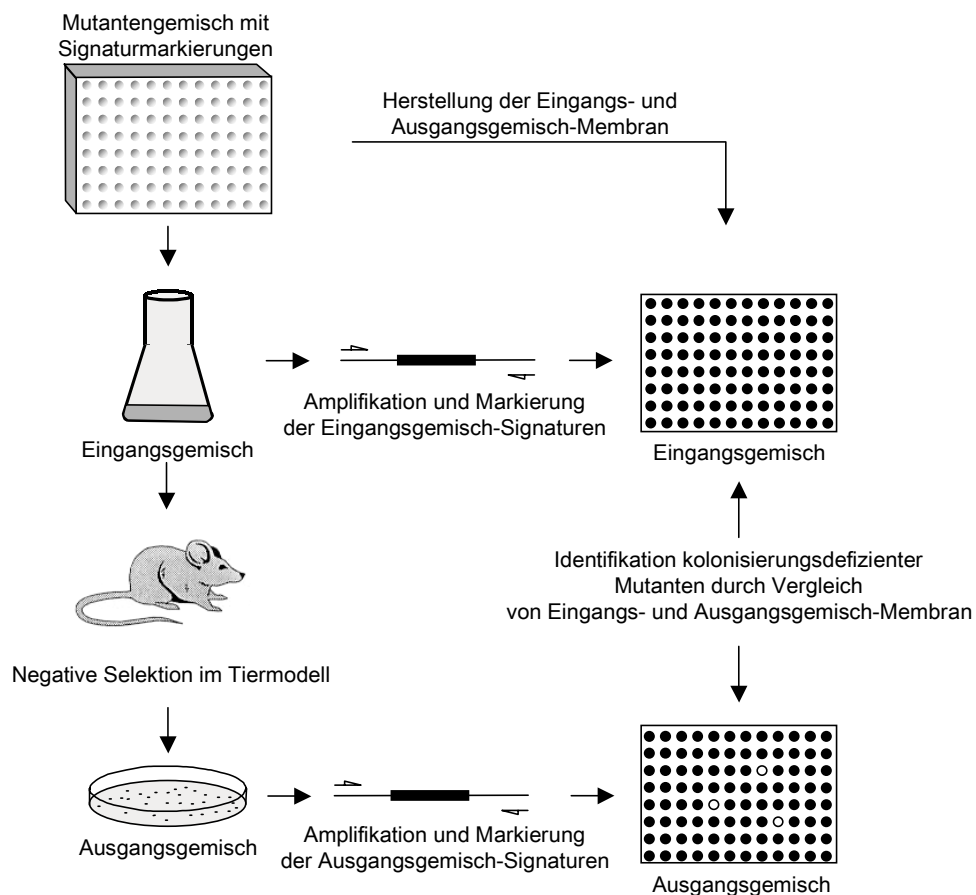 Mutantengemisch mit
Signaturmarkierungen
Herstellung der Eingangs- und
Ausgangsgemisch-Membran
Amplifikation und Markierung
der Eingangsgemisch-Signaturen
Eingangsgemisch
Eingangsgemisch
Identifikation kolonisierungsdefizienter
Mutanten durch Vergleich
von Eingangs- und Ausgangsgemisch-Membran
Negative Selektion im Tiermodell
Ausgangsgemisch
Amplifikation und Markierung
der Ausgangsgemisch-Signaturen
Ausgangsgemisch